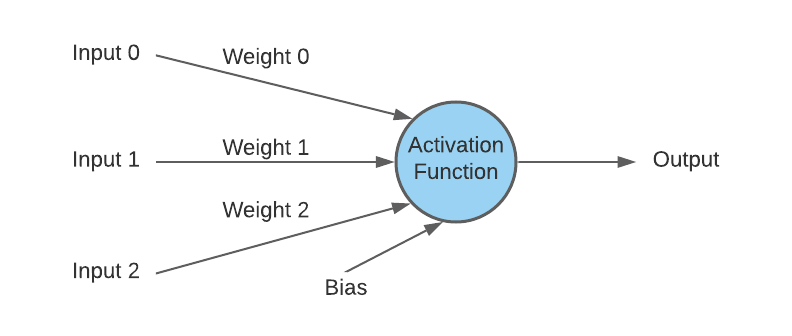 Input 0
Weight 0
Input 1
Weight 1
Activation
Function
Output
Weight 2
Input 2
Bias